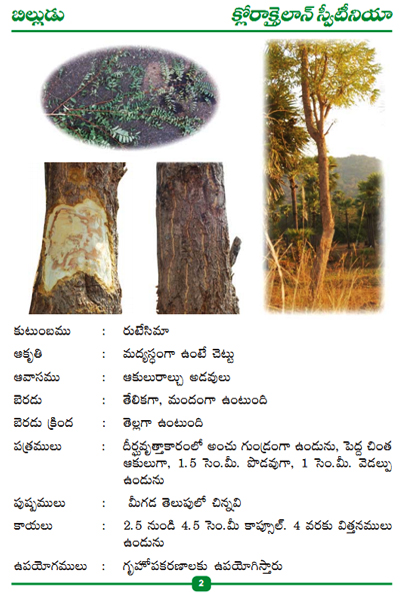 బిల్లుడు క్లోరాక్జైలాన్ స్వీటీనియా
కుటుంబము : రుటేసిమా
ఆకృతి : మధ్యస్థంగా ఉంటే చెట్టు
ఆవాసము : ఆకులురాల్చు అడవులు
బెరడు : తేలికగా, మందంగా ఉంటుంది
బెరడు క్రింద : తెల్లగా ఉంటుంది
పత్రములు : దీర్ఘవృత్తాకారంలో అంచు గుండ్రంగా ఉండును, పెద్ద చింత
ఆకులుగా, 1.5 సెం.మీ. పొడవుగా, 1 సెం.మీ. వెడల్పు
ఉండును
పుష్పములు : మీగడ తెలుపులో చిన్నవి
కాయలు : 2.5 నుండి 4.5 సెం.మీ కాప్సూల్. 4 వరకు విత్తనములు
ఉండును
ఉపయోగములు : గృహోపకరణాలకు ఉపయోగిస్తారు
2